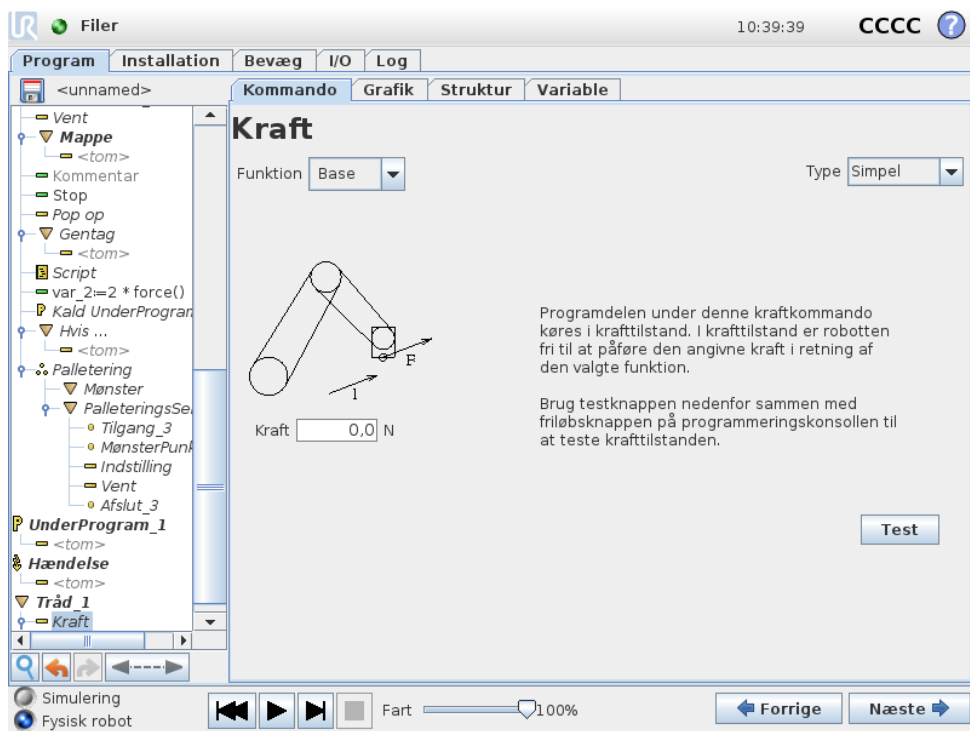 UR Filer 10:39:39 CCCC ?
Program Installation Bevæg I/O Log
<unnamed> Kommando Grafik Struktur Variable
Vent
Mappe
<tom>
Kommentar
Stop
Pop op
Gentag
<tom>
Script
var_2:=2 * force()
P Kald UnderProgram
Hvis ...
<tom>
Palletering
Mønster
PalleteringsSe
Tilgang_3
MønsterPunk
Indstilling
Vent
Afslut_3
P UnderProgram_1
<tom>
Hændelse
<tom>
Tråd_1
Kraft
Kraft
Funktion Base Type Simpel
F
1
Kraft 0,0 N
Programdelen under denne kraftkommando
køres i krafttilstand. I krafttilstand er robotten
fri til at påføre den angivne kraft i retning af
den valgte funktion.
Brug testknappen nedenfor sammen med
friløbsknappen på programmeringskonsollen til
at teste krafttilstanden.
Test
Simulering
Fysisk robot
Fart 100% Forrige Næste